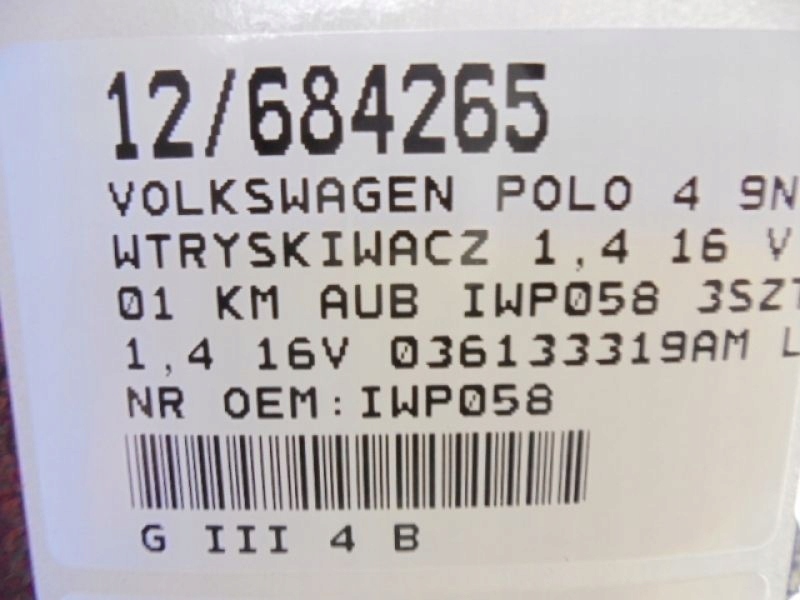 12/684265
VOLKSWAGEN POLO 4 9N
WTRYSKIWACZ 1,4 16 V
01 KM AUB IWP058 3SZT
1,4 16V 036133319AM L
NR OEM:IWP058
G III 4 B